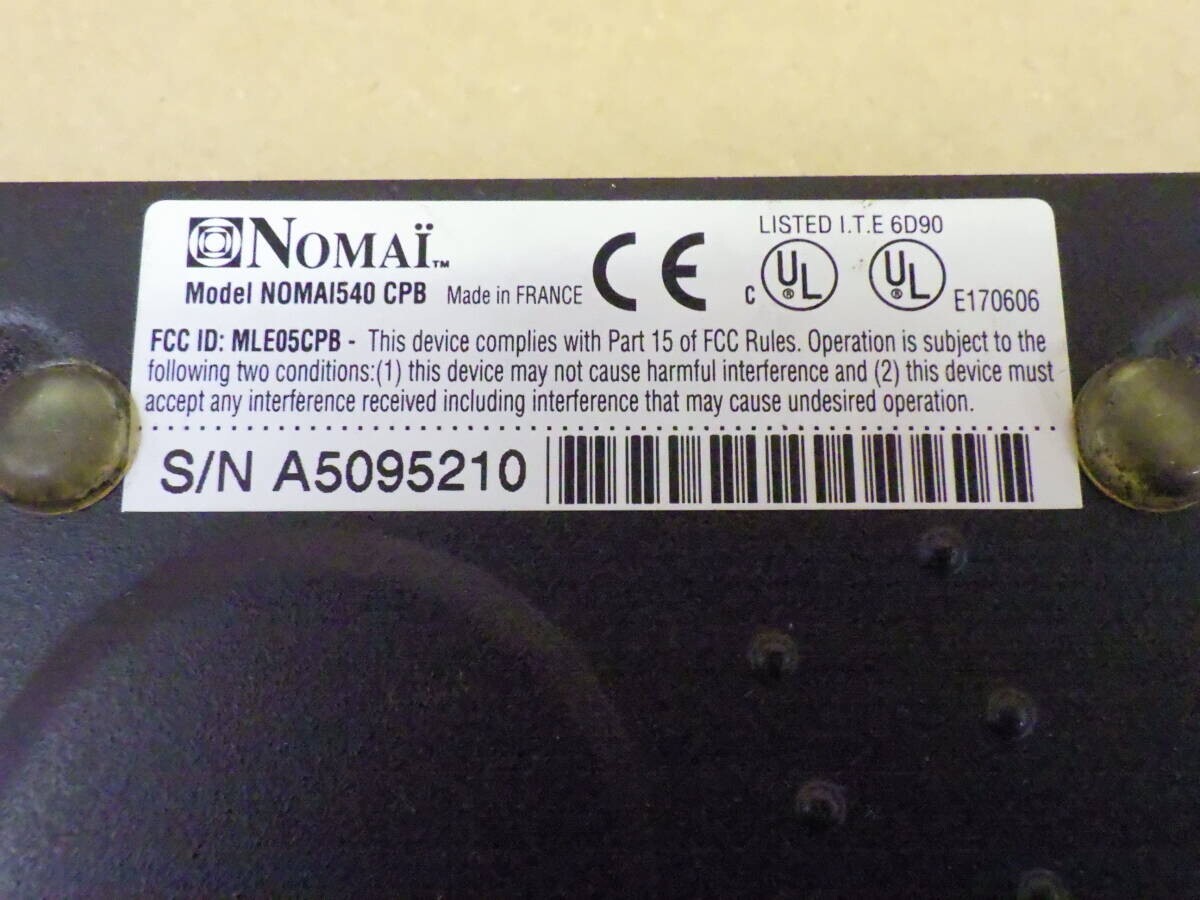 NOMAÏ™
Model NOMAI540 CPB Made in FRANCE
CE
LISTED I.T.E 6D90
C UL ® UL ® E170606
FCC ID: MLE05CPB - This device complies with Part 15 of FCC Rules. Operation is subject to the
following two conditions:(1) this device may not cause harmful interference and (2) this device must
accept any interference received including interference that may cause undesired operation.
S/N A5095210